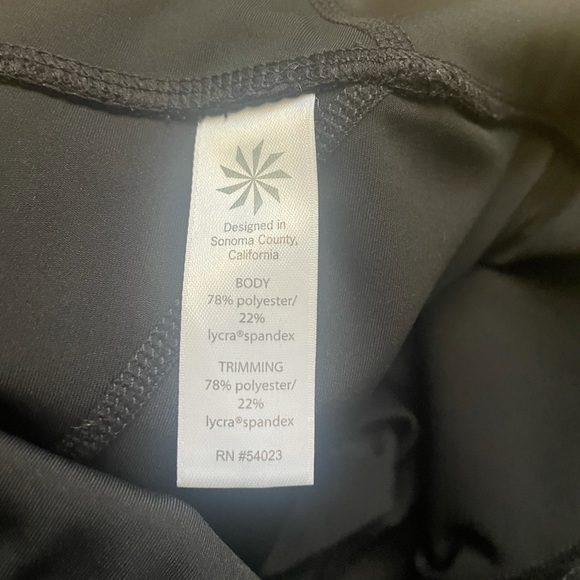 Designed in
Sonoma County,
California
BODY
78% polyester/
22%
lycra®spandex
TRIMMING
78% polyester/
22%
lycra®spandex
RN #54023